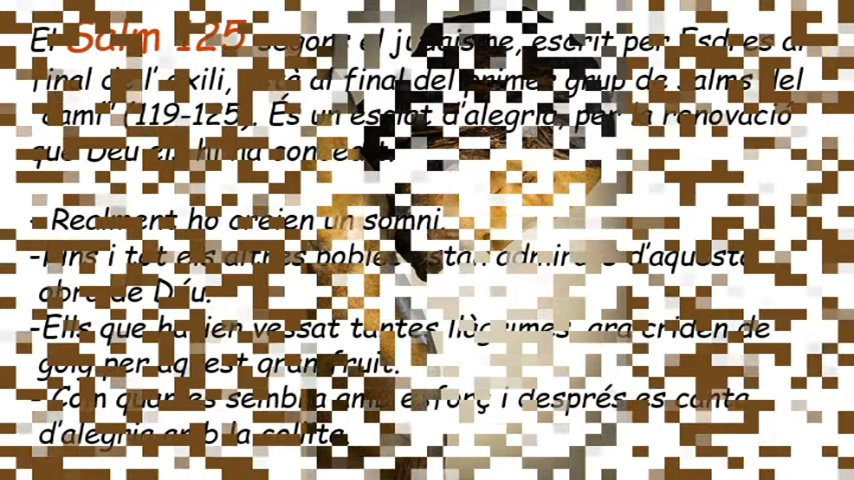 El Salm 125 segons el judaisme, escrit per Esdres al
final de l'exili, està al final del primer grup de salms del
"camí" (119-125). És un esclat d'alegria, per la renovació
que Déu els hi ha concedit.
- Realment ho creien un somni.
-Fins i tot els altres pobles estan admirats d'aquesta
obra de Déu.
-Ells que havien vessat tantes llàgrimes, ara criden de
goig per aquest gran fruit.
- Com quan es sembra amb esforç i després es canta
d'alegria amb la collita.